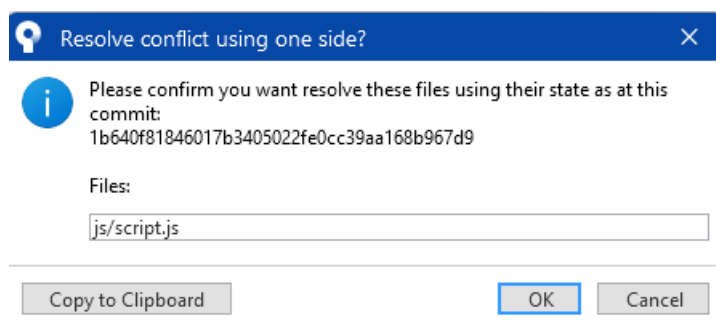 Resolve conflict using one side?
Please confirm you want resolve these files using their state as at this
commit:
1b640f81846017b3405022fe0cc39aa168b967d9
Files:
js/script.js
Copy to Clipboard OK Cancel